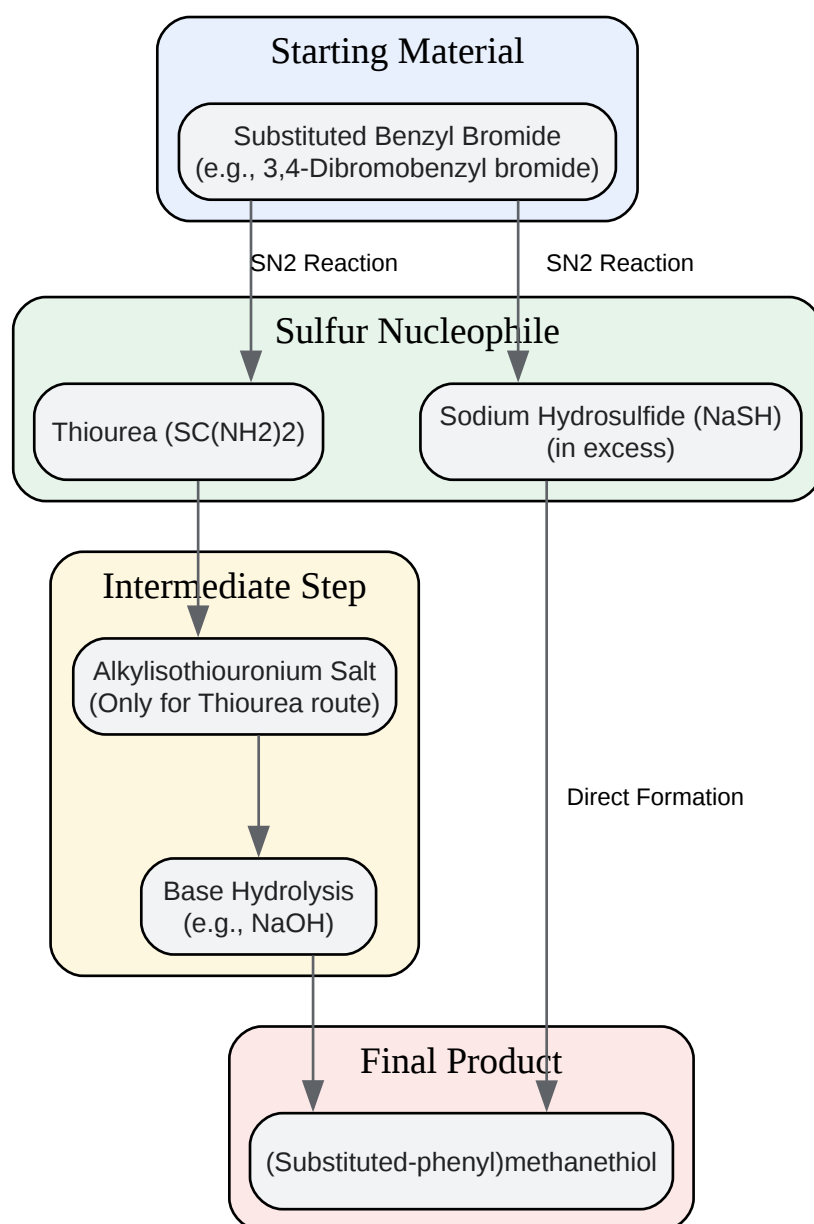 Starting Material
Substituted Benzyl Bromide
(e.g., 3,4-Dibromobenzyl bromide)
SN2 Reaction
SN2 Reaction
Sulfur Nucleophile
Thiourea (SC(NH2)2)
Sodium Hydrosulfide (NaSH)
(in excess)
Intermediate Step
Alkylisothiouronium Salt
(Only for Thiourea route)
Direct Formation
Base Hydrolysis
(e.g., NaOH)
Final Product
(Substituted-phenyl)methanethiol